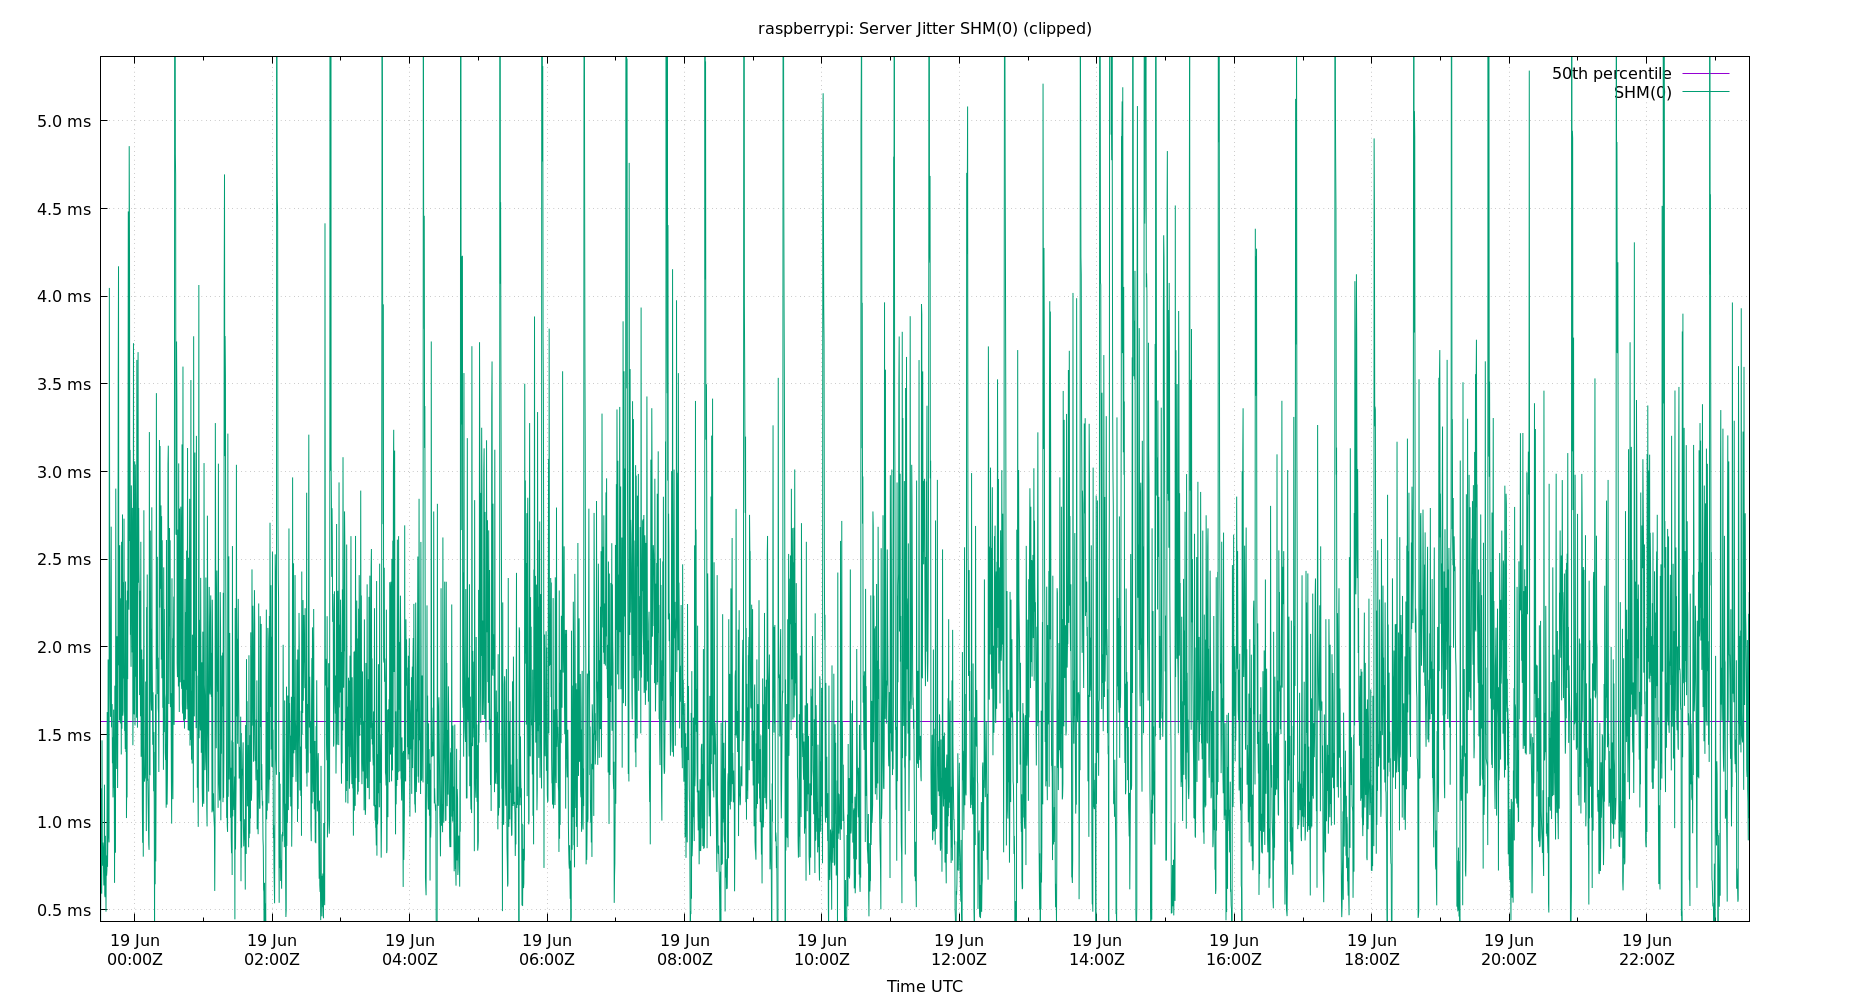 raspberrypi: Server Jitter SHM(0) (clipped)
50th percentile
SHM(0)
5.0 ms
4.5 ms
4.0 ms
3.5 ms
3.0 ms
2.5 ms
2.0 ms
1.5 ms
1.0 ms
0.5 ms
19 Jun 19 Jun 19 Jun 19 Jun 19 Jun 19 Jun 19 Jun 19 Jun 19 Jun 19 Jun 19 Jun 19 Jun
00:00Z 02:00Z 04:00Z 06:00Z 08:00Z 10:00Z 12:00Z 14:00Z 16:00Z 18:00Z 20:00Z 22:00Z
Time UTC